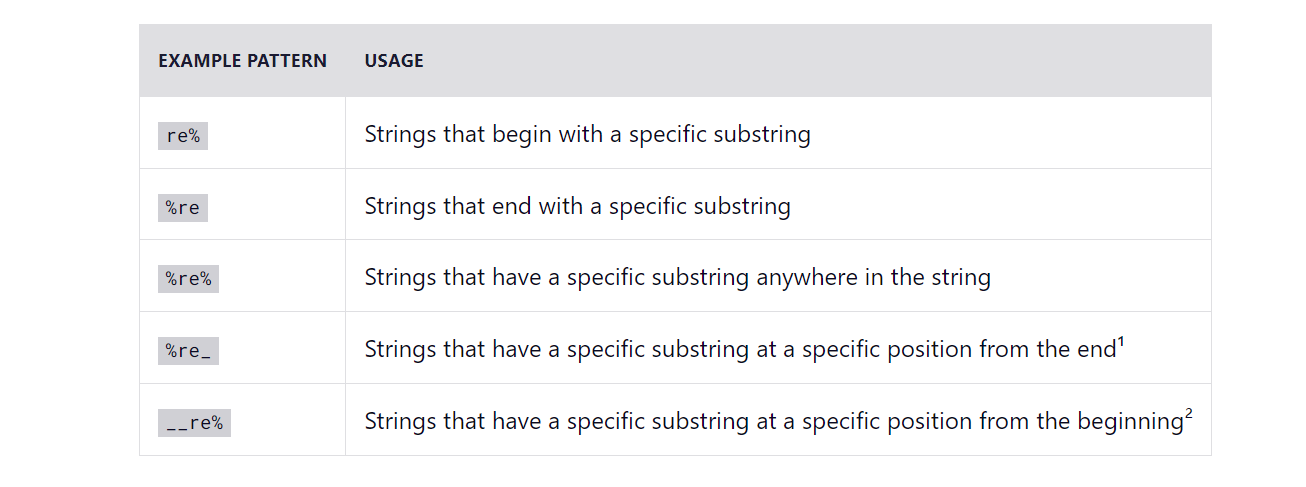 EXAMPLE PATTERN USAGE
re% Strings that begin with a specific substring
%re Strings that end with a specific substring
%re% Strings that have a specific substring anywhere in the string
%re_ Strings that have a specific substring at a specific position from the end¹
__re% Strings that have a specific substring at a specific position from the beginning²